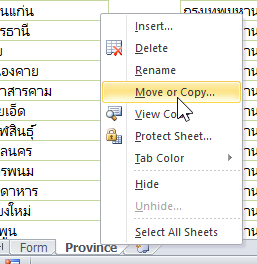 นแก่น
กรุงเทพมหาน
รธานี
องคาย
าสารคาม
ยเอ็ด
ฬสินธุ์
ลนคร
รพนม
ดาหาร
ยงใหม่
พูน
Insert...
Delete
Rename
Move or Copy...
View Co
Protect Sheet...
Tab Color
Hide
Unhide...
Select All Sheets
Form
Province